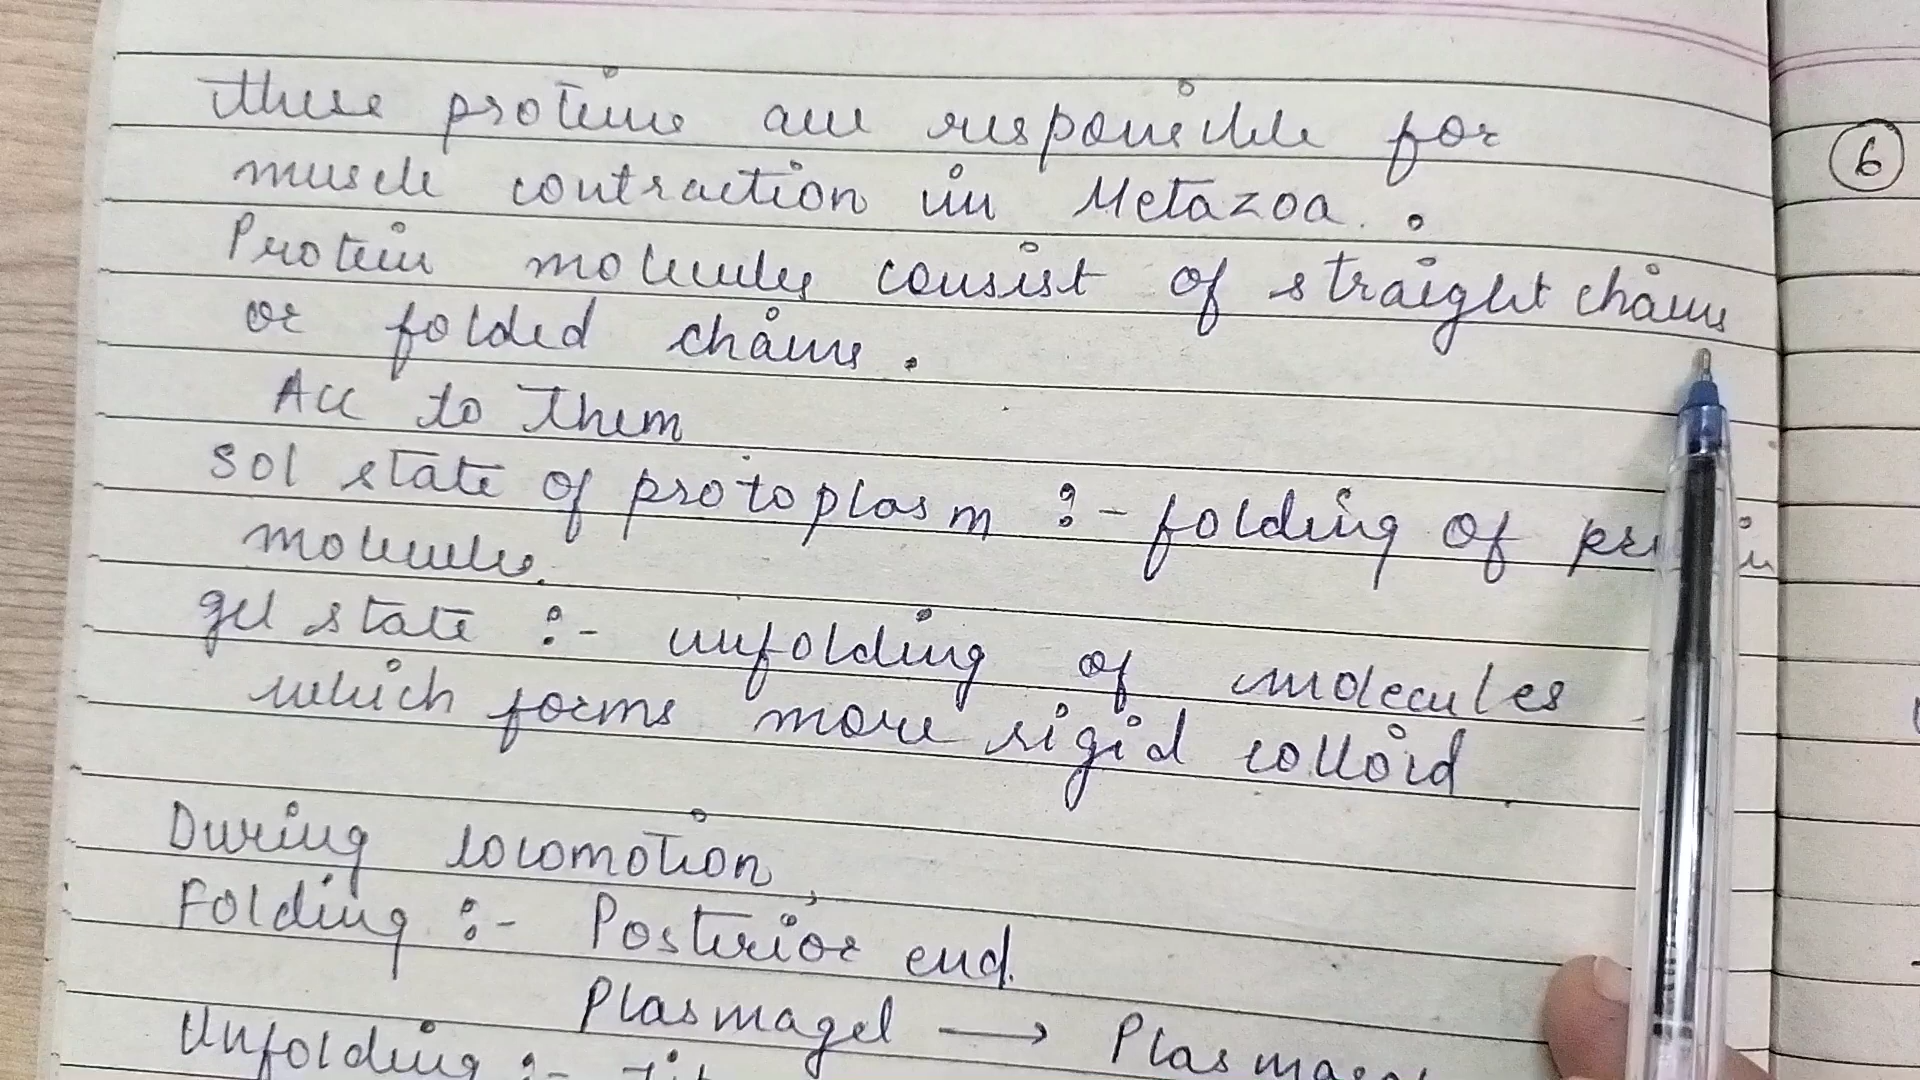 These proteins are responsible for
muscle contraction in Metazoa.
Protein molecules consist of straight chains
or folded chains.
Acc to them
Sol state of protoplasm :- folding of
molecules.
gel state :- unfolding of molecules
which forms more rigid colloid.
During locomotion,
Folding :- Posterior end.
Plasmagel →
Unfolding :-
6